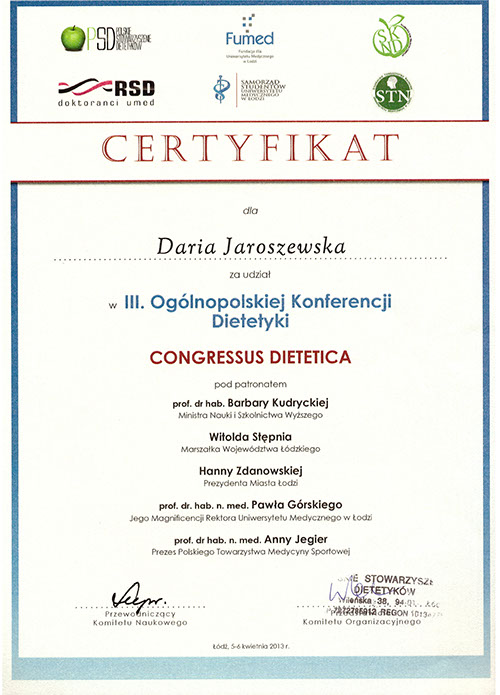 PSD POLSKIE
STOWARZYSZENIE
DIETETYKÓW
Fumed
Fundacja dla
Uniwersytetu Medycznego
w Łodzi
SKND
RSD
doktoranci umed
SAMORZĄD
STUDENTÓW
UNIWERSYTETU
MEDYCZNEGO
W ŁODZI
STN
CERTYFIKAT
dla
Daria Jaroszewska
za udział
w III. Ogólnopolskiej Konferencji
Dietetyki
CONGRESSUS DIETETICA
pod patronatem
prof. dr hab. Barbary Kudryckiej
Ministra Nauki i Szkolnictwa Wyższego
Witolda Stępnia
Marszałka Województwa Łódzkiego
Hanny Zdanowskiej
Prezydenta Miasta Łodzi
prof. dr. hab. n. med. Pawła Górskiego
Jego Magnificencji Rektora Uniwersytetu Medycznego w Łodzi
prof. dr hab. n. med. Anny Jegier
Prezes Polskiego Towarzystwa Medycyny Sportowej
STOWARZYSZE
DIETETYKÓW
38, 94
REGON
Przewodniczący
Komitetu Naukowego
Komitetu Organizacyjnego
Łódź, 5-6 kwietnia 2013 r.